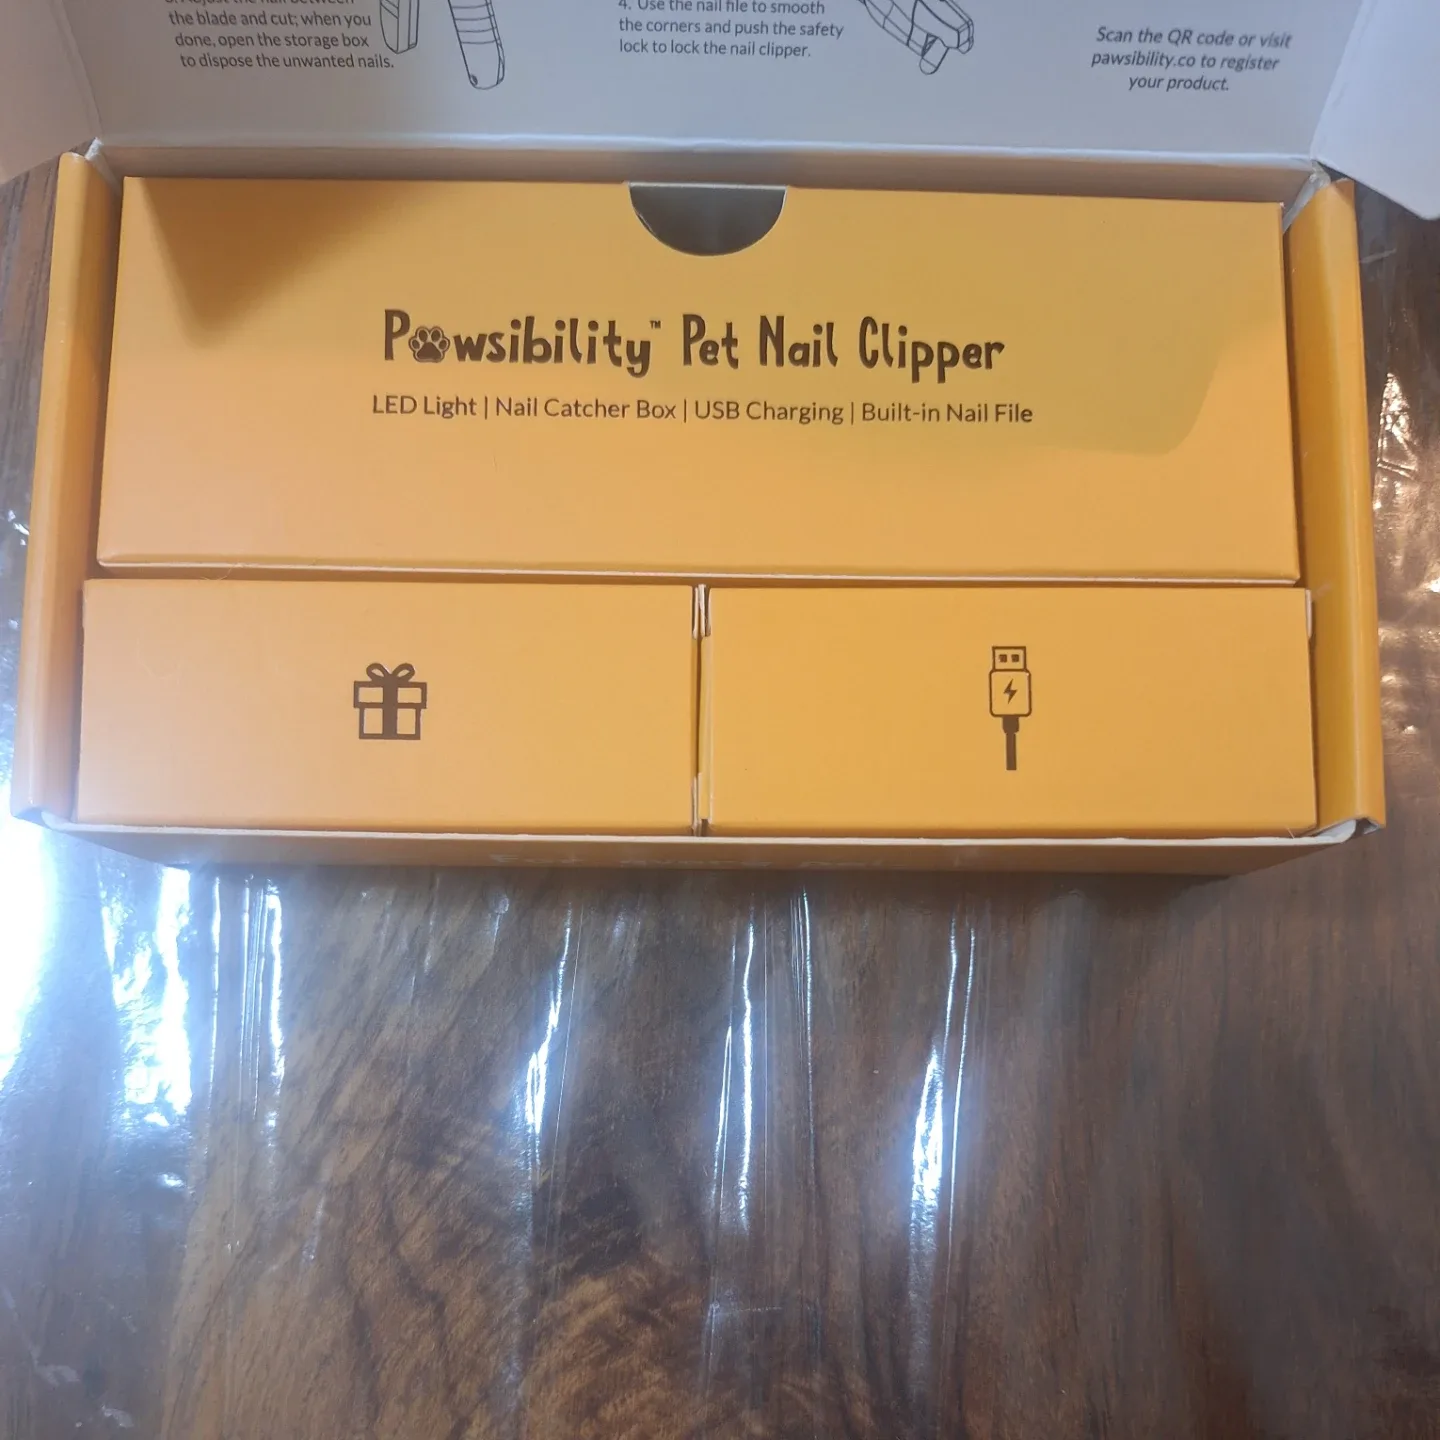 the blade and cut; when you
done, open the storage box
to dispose the unwanted nails.
4. Use the nail file to smooth
the corners and push the safety
lock to lock the nail clipper.
Scan the QR code or visit
pawsibility.co to register
your product.
Pawsibility™ Pet Nail Clipper
LED Light | Nail Catcher Box | USB Charging | Built-in Nail File